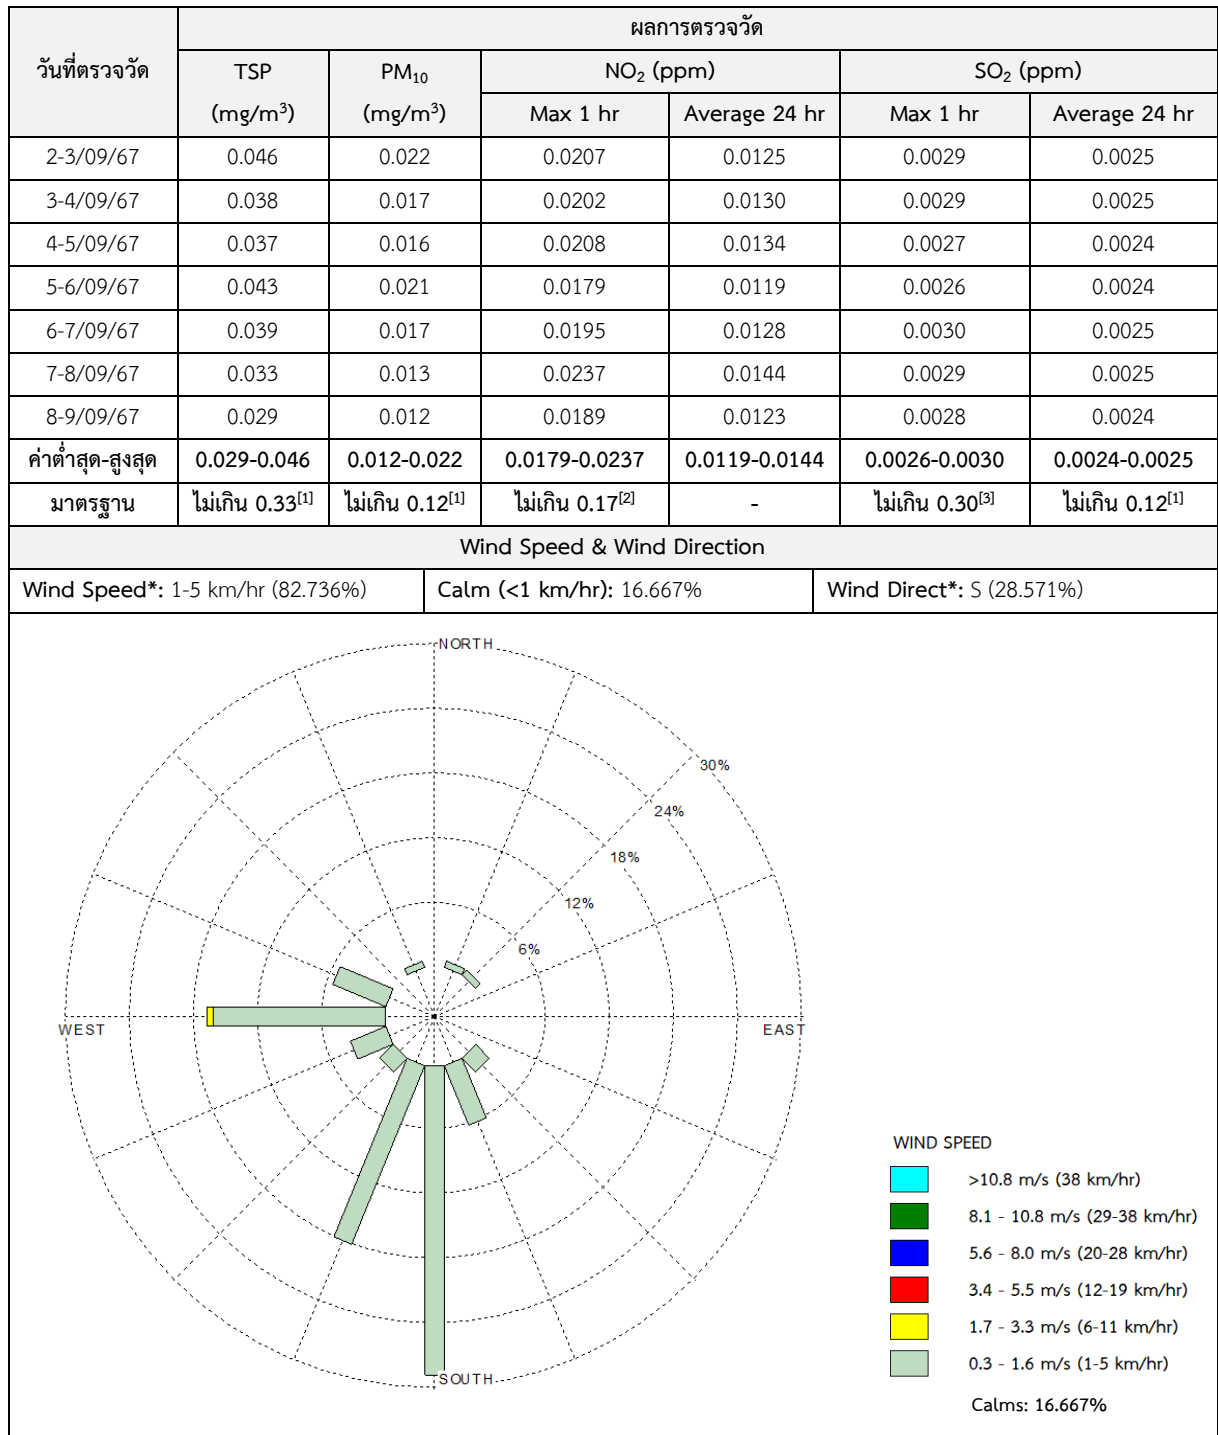 วันที่ตรวจวัด ผลการตรวจวัด
TSP PM₁₀ NO₂ (ppm) SO₂ (ppm)
(mg/m³) (mg/m³) Max 1 hr Average 24 hr Max 1 hr Average 24 hr
2-3/09/67 0.046 0.022 0.0207 0.0125 0.0029 0.0025
3-4/09/67 0.038 0.017 0.0202 0.0130 0.0029 0.0025
4-5/09/67 0.037 0.016 0.0208 0.0134 0.0027 0.0024
5-6/09/67 0.043 0.021 0.0179 0.0119 0.0026 0.0024
6-7/09/67 0.039 0.017 0.0195 0.0128 0.0030 0.0025
7-8/09/67 0.033 0.013 0.0237 0.0144 0.0029 0.0025
8-9/09/67 0.029 0.012 0.0189 0.0123 0.0028 0.0024
ค่าต่ำสุด-สูงสุด 0.029-0.046 0.012-0.022 0.0179-0.0237 0.0119-0.0144 0.0026-0.0030 0.0024-0.0025
มาตรฐาน ไม่เกิน 0.33[1] ไม่เกิน 0.12[1] ไม่เกิน 0.17[2] - ไม่เกิน 0.30[3] ไม่เกิน 0.12[1]
Wind Speed & Wind Direction
Wind Speed*: 1-5 km/hr (82.736%) Calm (<1 km/hr): 16.667% Wind Direct*: S (28.571%)
NORTH
30%
24%
18%
12%
6%
WEST EAST
SOUTH
WIND SPEED
>10.8 m/s (38 km/hr)
8.1 - 10.8 m/s (29-38 km/hr)
5.6 - 8.0 m/s (20-28 km/hr)
3.4 - 5.5 m/s (12-19 km/hr)
1.7 - 3.3 m/s (6-11 km/hr)
0.3 - 1.6 m/s (1-5 km/hr)
Calms: 16.667%